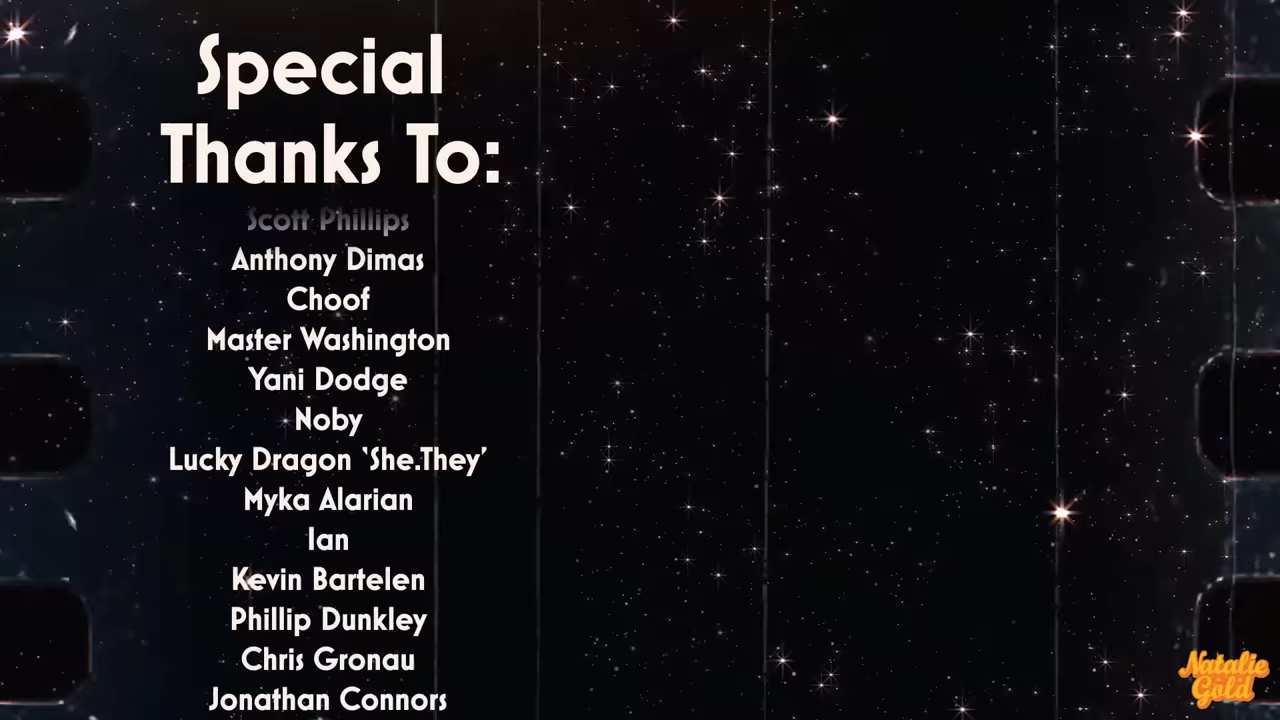 Special
Thanks To:
Scott Phillips
Anthony Dimas
Choof
Master Washington
Yani Dodge
Noby
Lucky Dragon ‘She.They’
Myka Alarian
Ian
Kevin Bartelen
Phillip Dunkley
Chris Gronau
Jonathan Connors
Natalie
Gold